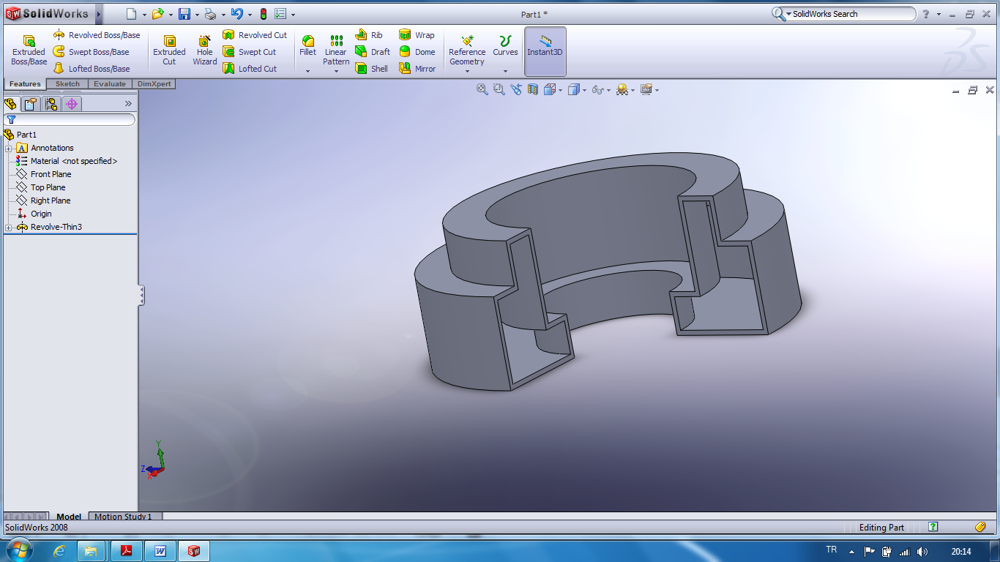 SolidWorks Part1 * SolidWorks Search ?
Extruded Boss/Base
Revolved Boss/Base
Swept Boss/Base
Lofted Boss/Base
Extruded Cut
Hole Wizard
Revolved Cut
Swept Cut
Lofted Cut
Fillet
Linear Pattern
Rib
Draft
Shell
Wrap
Dome
Mirror
Reference Geometry
Curves
Instant3D
Features Sketch Evaluate DimXpert
Part1
Annotations
Material <not specified>
Front Plane
Top Plane
Right Plane
Origin
Revolve-Thin3
Y
Z
X
Model Motion Study 1
SolidWorks 2008 Editing Part ?
TR 20:14